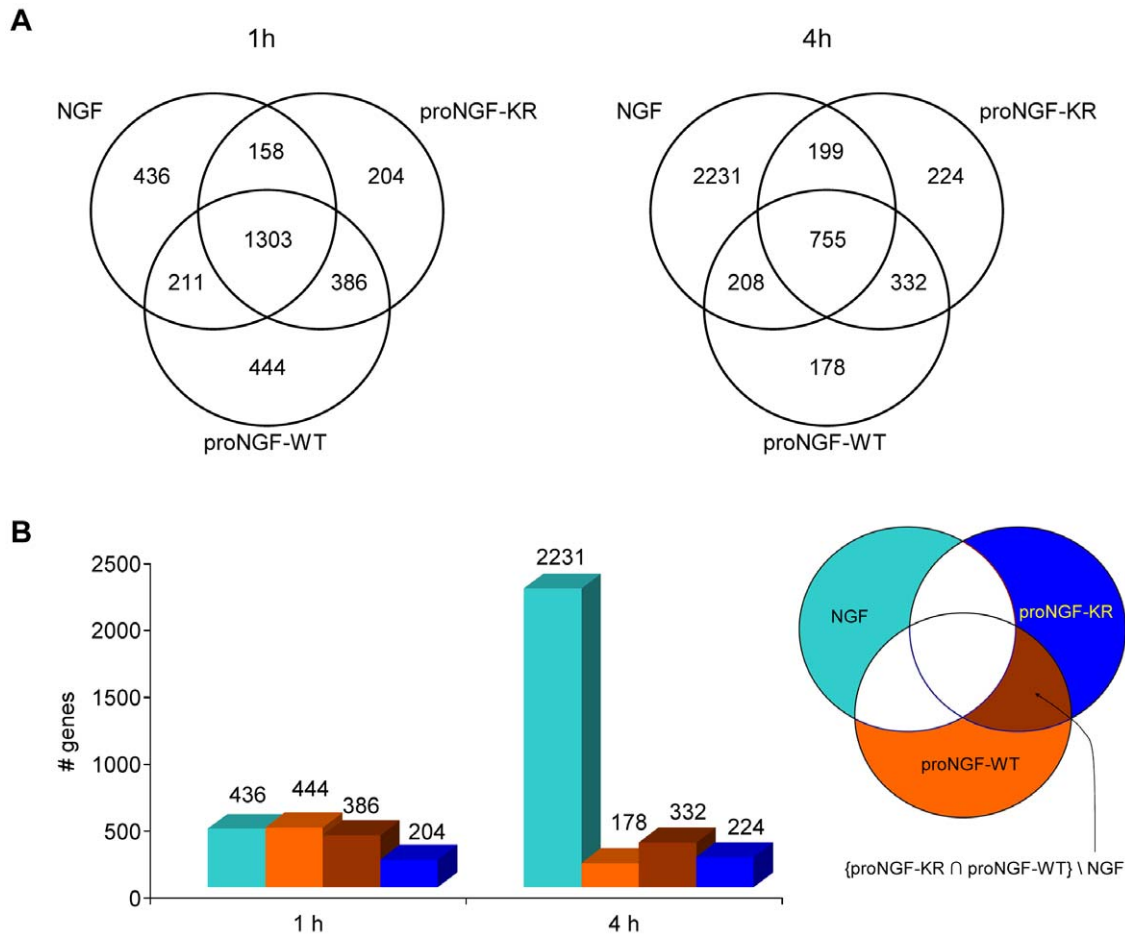 A
1h
4h
NGF
proNGF-KR
158
436
204
1303
211
386
444
proNGF-WT
NGF
proNGF-KR
199
2231
224
755
208
332
178
proNGF-WT
B
# genes
2500
2000
1500
1000
500
0
436
444
386
204
2231
178
332
224
1 h
4 h
NGF
proNGF-KR
proNGF-WT
{proNGF-KR ∩ proNGF-WT} \ NGF